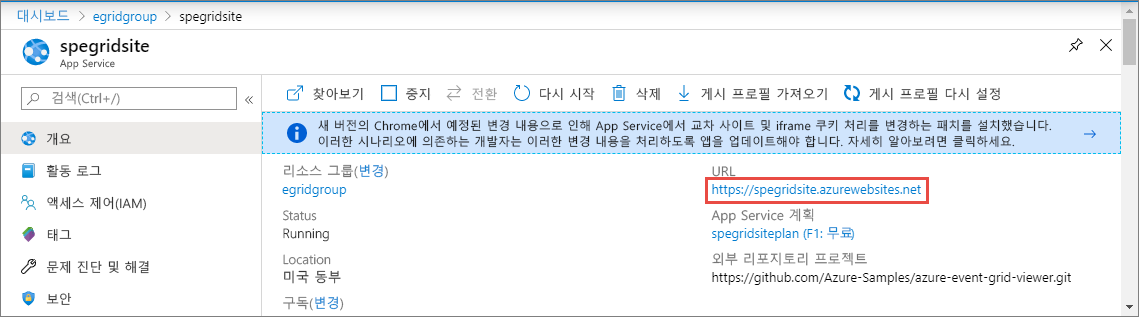 대시보드 > egridgroup > spegridsite
spegridsite
App Service
검색(Ctrl+/)
개요
활동 로그
액세스 제어(IAM)
태그
문제 진단 및 해결
보안
찾아보기 중지 전환 다시 시작 삭제 게시 프로필 가져오기 게시 프로필 다시 설정
새 버전의 Chrome에서 예정된 변경 내용으로 인해 App Service에서 교차 사이트 및 iframe 쿠키 처리를 변경하는 패치를 설치했습니다.
이러한 시나리오에 의존하는 개발자는 이러한 변경 내용을 처리하도록 앱을 업데이트해야 합니다. 자세히 알아보려면 클릭하세요.
리소스 그룹(변경)
egridgroup
Status
Running
Location
미국 동부
구독(변경)
URL
https://spegridsite.azurewebsites.net
App Service 계획
spegridsiteplan (F1: 무료)
외부 리포지토리 프로젝트
https://github.com/Azure-Samples/azure-event-grid-viewer.git